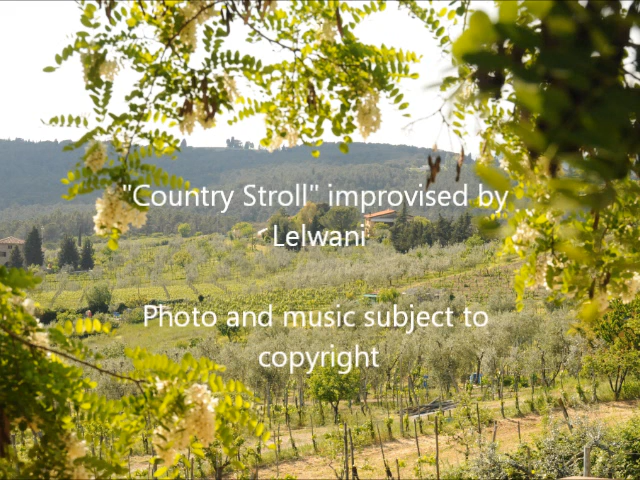 "Country Stroll" improvised by
Lelwani
Photo and music subject to
copyright